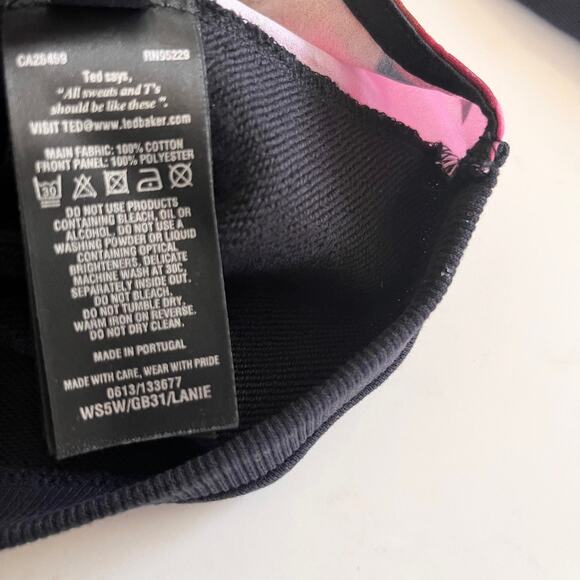 CA25459 RN95229
Ted says,
"All sweats and T's
should be like these".
VISIT TED@www.tedbaker.com
MAIN FABRIC: 100% COTTON
FRONT PANEL: 100% POLYESTER
30
DO NOT USE PRODUCTS
CONTAINING BLEACH, OIL OR
ALCOHOL. DO NOT USE A
WASHING POWDER OR LIQUID
CONTAINING OPTICAL
BRIGHTENERS, DELICATE
MACHINE WASH AT 30C.
SEPARATELY INSIDE OUT.
DO NOT BLEACH.
DO NOT TUMBLE DRY.
WARM IRON ON REVERSE.
DO NOT DRY CLEAN.
MADE IN PORTUGAL
MADE WITH CARE, WEAR WITH PRIDE
0613/133677
WS5W/GB31/LANIE